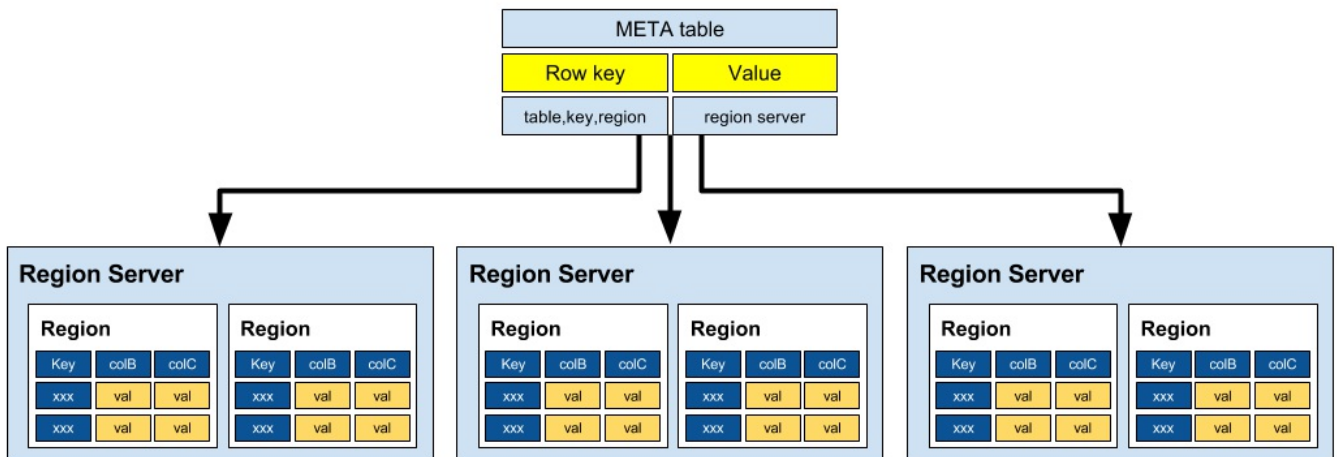 META table
Row key Value
table,key,region region server
Region Server Region Server Region Server
Region Region Region Region Region Region
Key colB colC Key colB colC Key colB colC Key colB colC Key colB colC Key colB colC
xxx val val xxx val val xxx val val xxx val val xxx val val xxx val val
xxx val val xxx val val xxx val val xxx val val xxx val val xxx val val